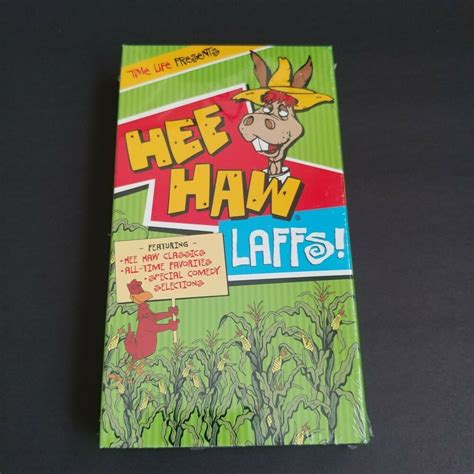 TIME LIFE PRESENTS
HEE
HAW
LAFFS!
- FEATURING -
• HEE HAW CLASSICS
• ALL-TIME FAVORITES
• SPECIAL COMEDY
SELECTIONS